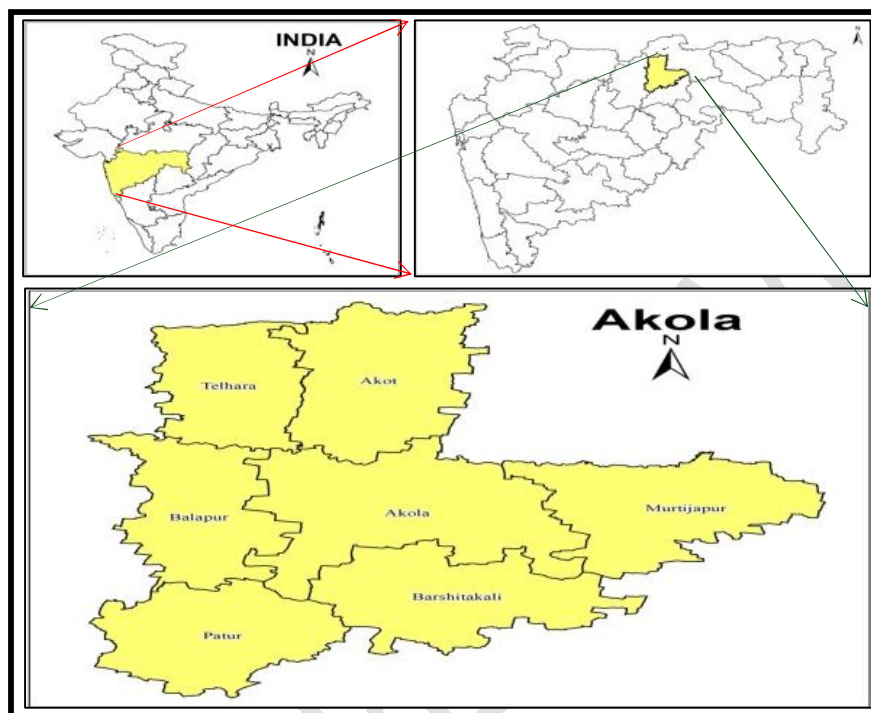 INDIA
N
N
Akola
N
Telhara
Akot
Balapur
Akola
Murtijapur
Barshitakali
Patur